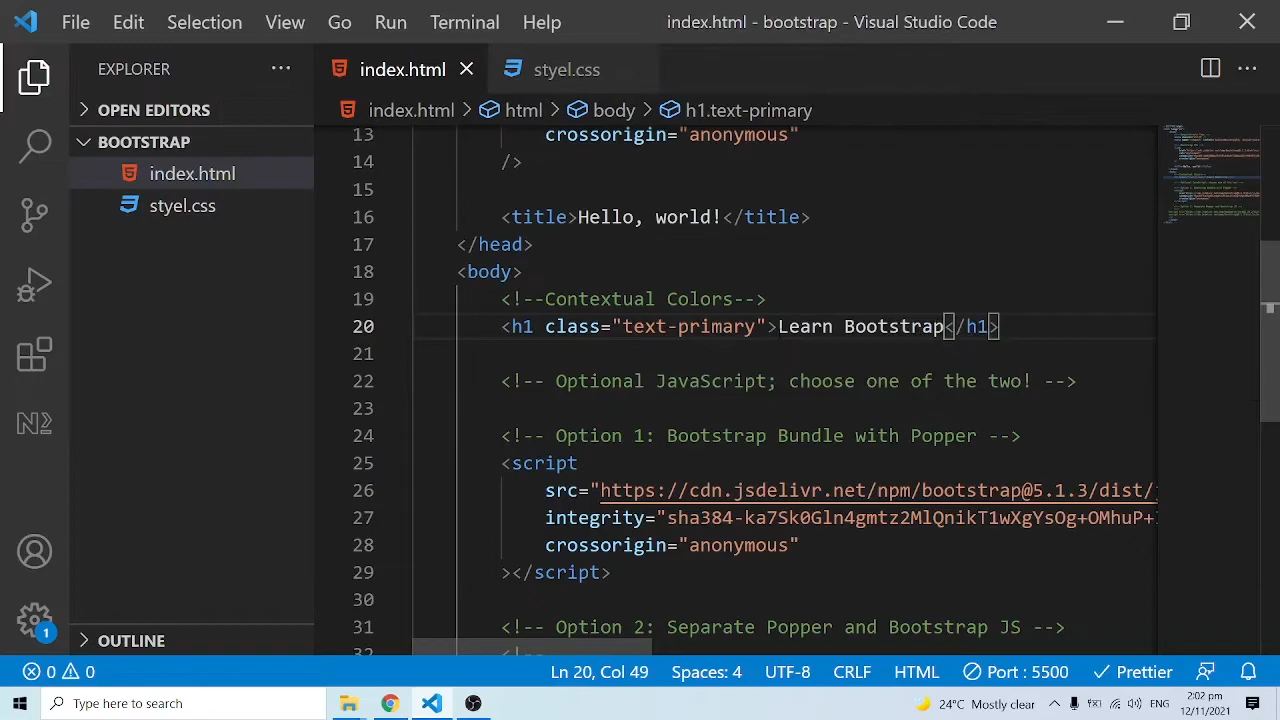 File Edit Selection View Go Run Terminal Help index.html - bootstrap - Visual Studio Code
EXPLORER
OPEN EDITORS
BOOTSTRAP
index.html
styel.css
OUTLINE
1
index.html styel.css
index.html > html > body > h1.text-primary
13 crossorigin="anonymous"
14 />
15
16 <title>Hello, world!</title>
17 </head>
18 <body>
19 <!--Contextual Colors-->
20 <h1 class="text-primary">Learn Bootstrap</h1>
21
22 <!-- Optional JavaScript; choose one of the two! -->
23
24 <!-- Option 1: Bootstrap Bundle with Popper -->
25 <script
26 src="https://cdn.jsdelivr.net/npm/bootstrap@5.1.3/dist/
27 integrity="sha384-ka7Sk0Gln4gmtz2MlQnikT1wXgYsOg+OMhuP+
28 crossorigin="anonymous"
29 ></script>
30
31 <!-- Option 2: Separate Popper and Bootstrap JS -->
32 <!--
0 0 Ln 20, Col 49 Spaces: 4 UTF-8 CRLF HTML Port : 5500 Prettier
Type here to search 24°C Mostly clear ENG 2:02 pm
12/11/2021